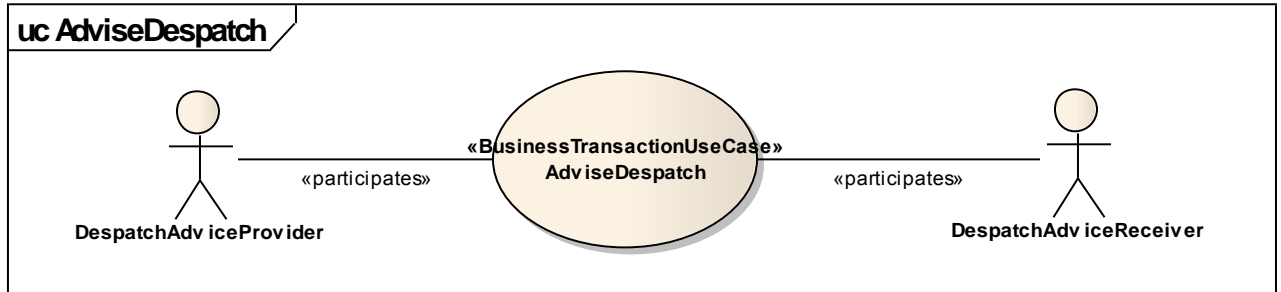 uc AdviseDespatch
«BusinessTransactionUseCase»
AdviseDespatch
«participates»
«participates»
DespatchAdviceProvider
DespatchAdviceReceiver